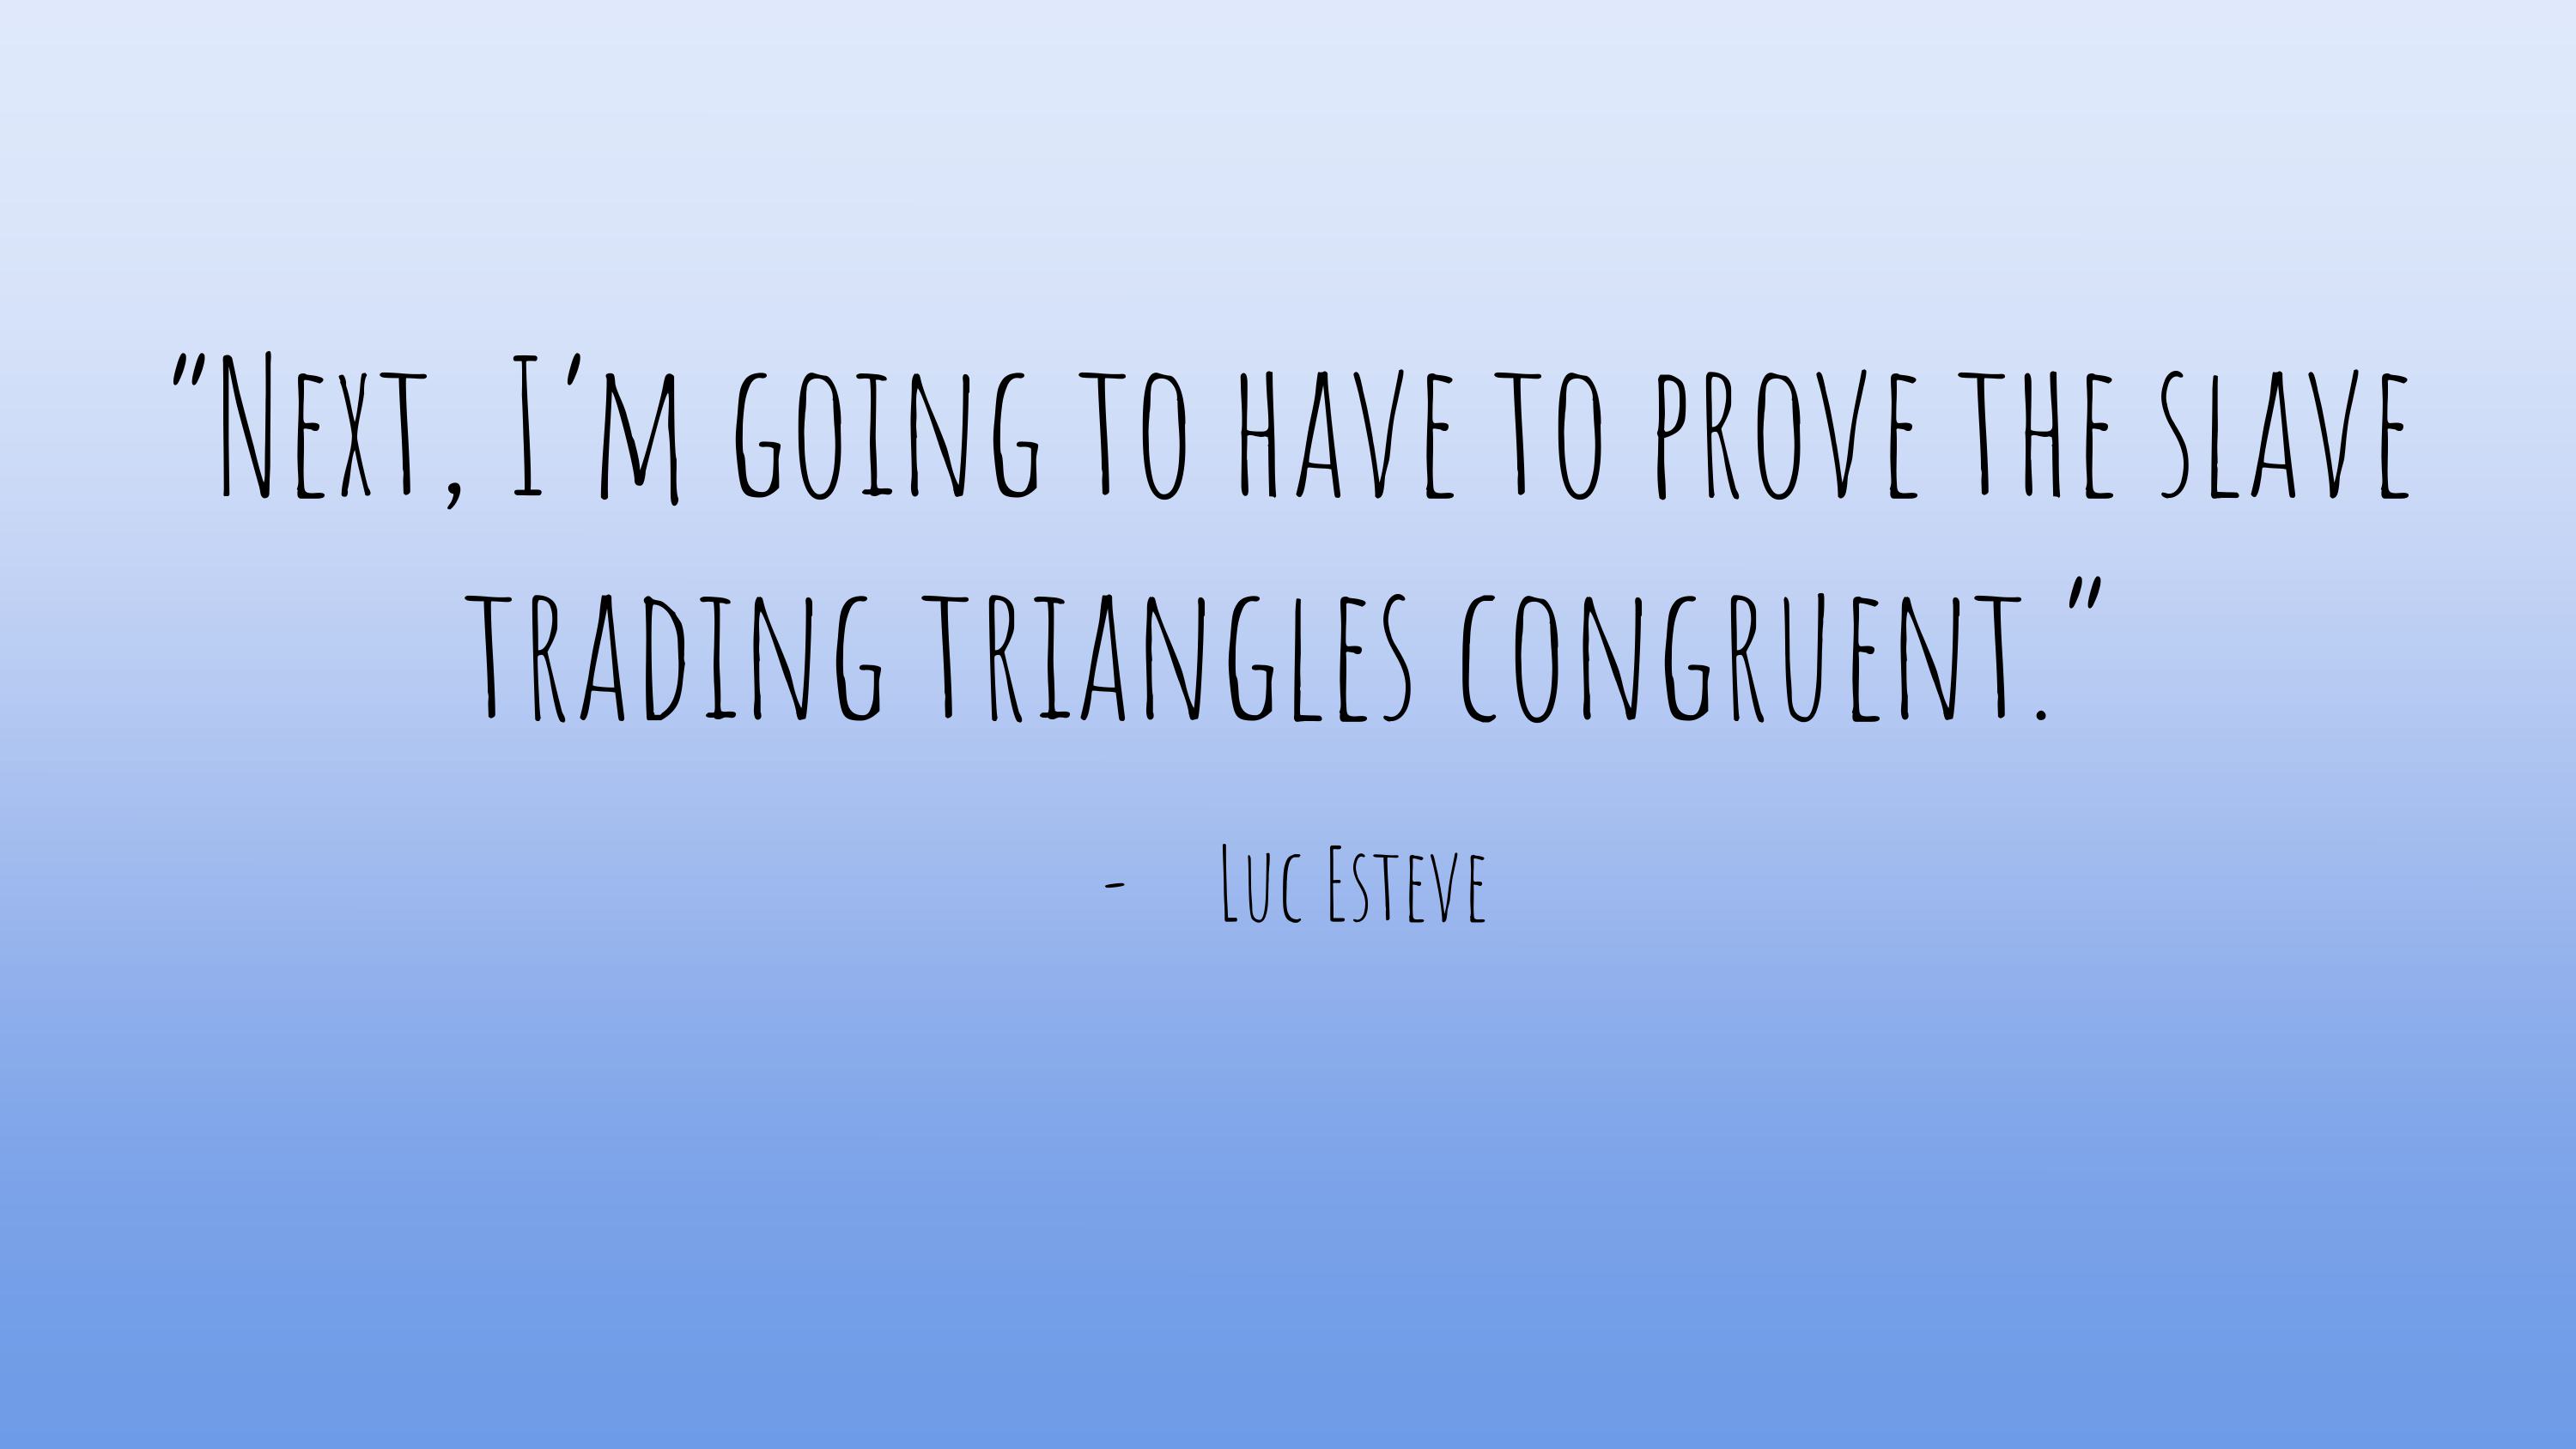 "Next, I'm going to have to prove the slave
trading triangles congruent."
- Luc Esteve